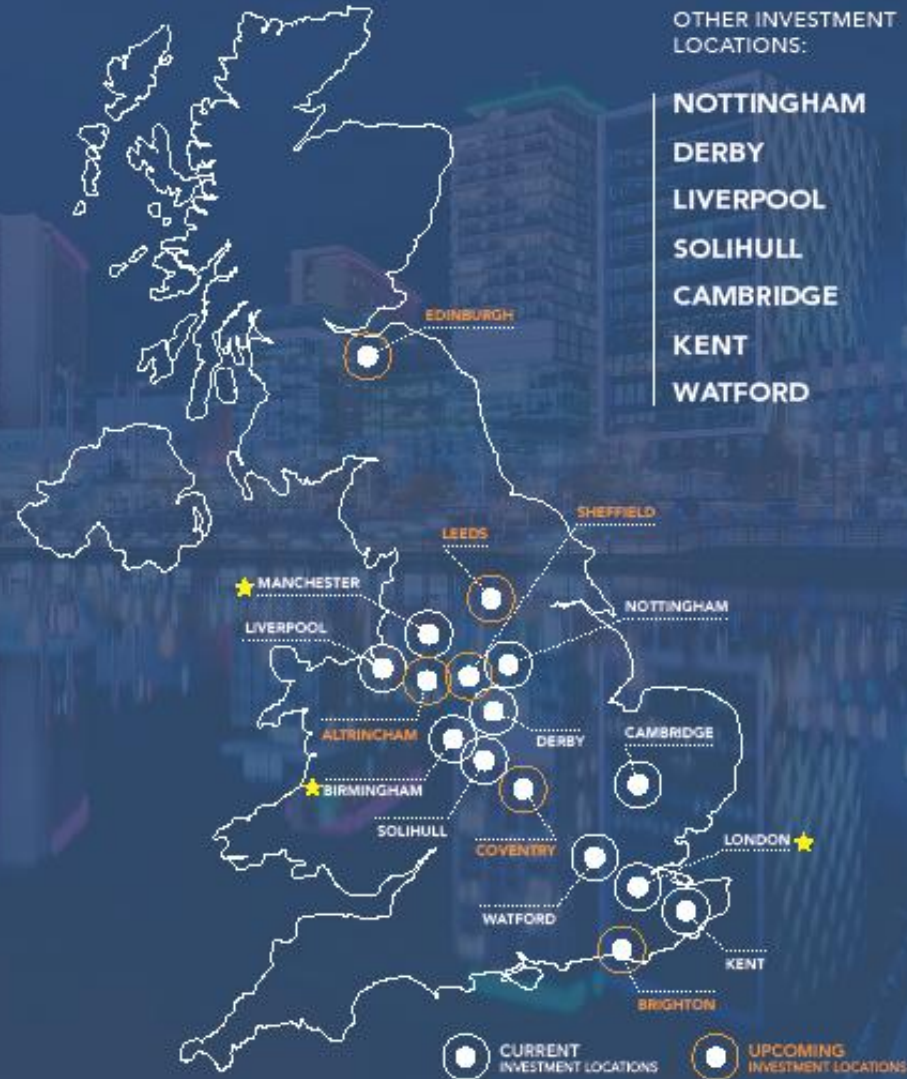 OTHER INVESTMENT
LOCATIONS:
NOTTINGHAM
DERBY
LIVERPOOL
SOLIHULL
CAMBRIDGE
KENT
WATFORD
EDINBURGH
SHEFFIELD
LEEDS
MANCHESTER
NOTTINGHAM
LIVERPOOL
ALTRINCHAM
DERBY
CAMBRIDGE
BIRMINGHAM
SOLIHULL
COVENTRY
LONDON
WATFORD
KENT
BRIGHTON
CURRENT
INVESTMENT LOCATIONS
UPCOMING
INVESTMENT LOCATIONS